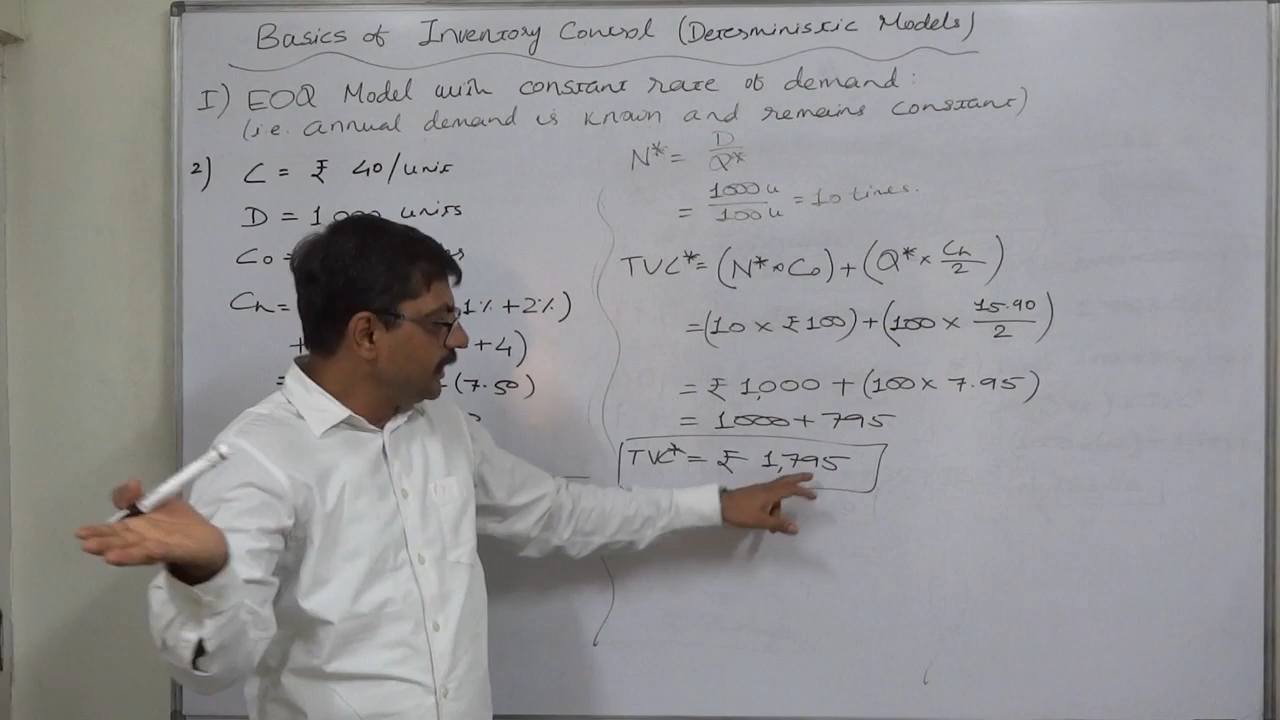 Basics of Inventory Control (Deterministic Models)
I) EOQ Model with constant rate of demand:
(i.e. annual demand is known and remains constant)
2) C = ₹ 40/unit
D = 1,000 units
Co =
Ch = 1% + 2%)
+ + 4)
= (7.50)
N* = D/Q*
= 1000u/100u = 10 times.
TVC* = (N* × Co) + (Q* × Ch/2)
= (10 × ₹ 100) + (100 × 15.90/2)
= ₹ 1,000 + (100 × 7.95)
= 1000 + 795
TVC* = ₹ 1,795